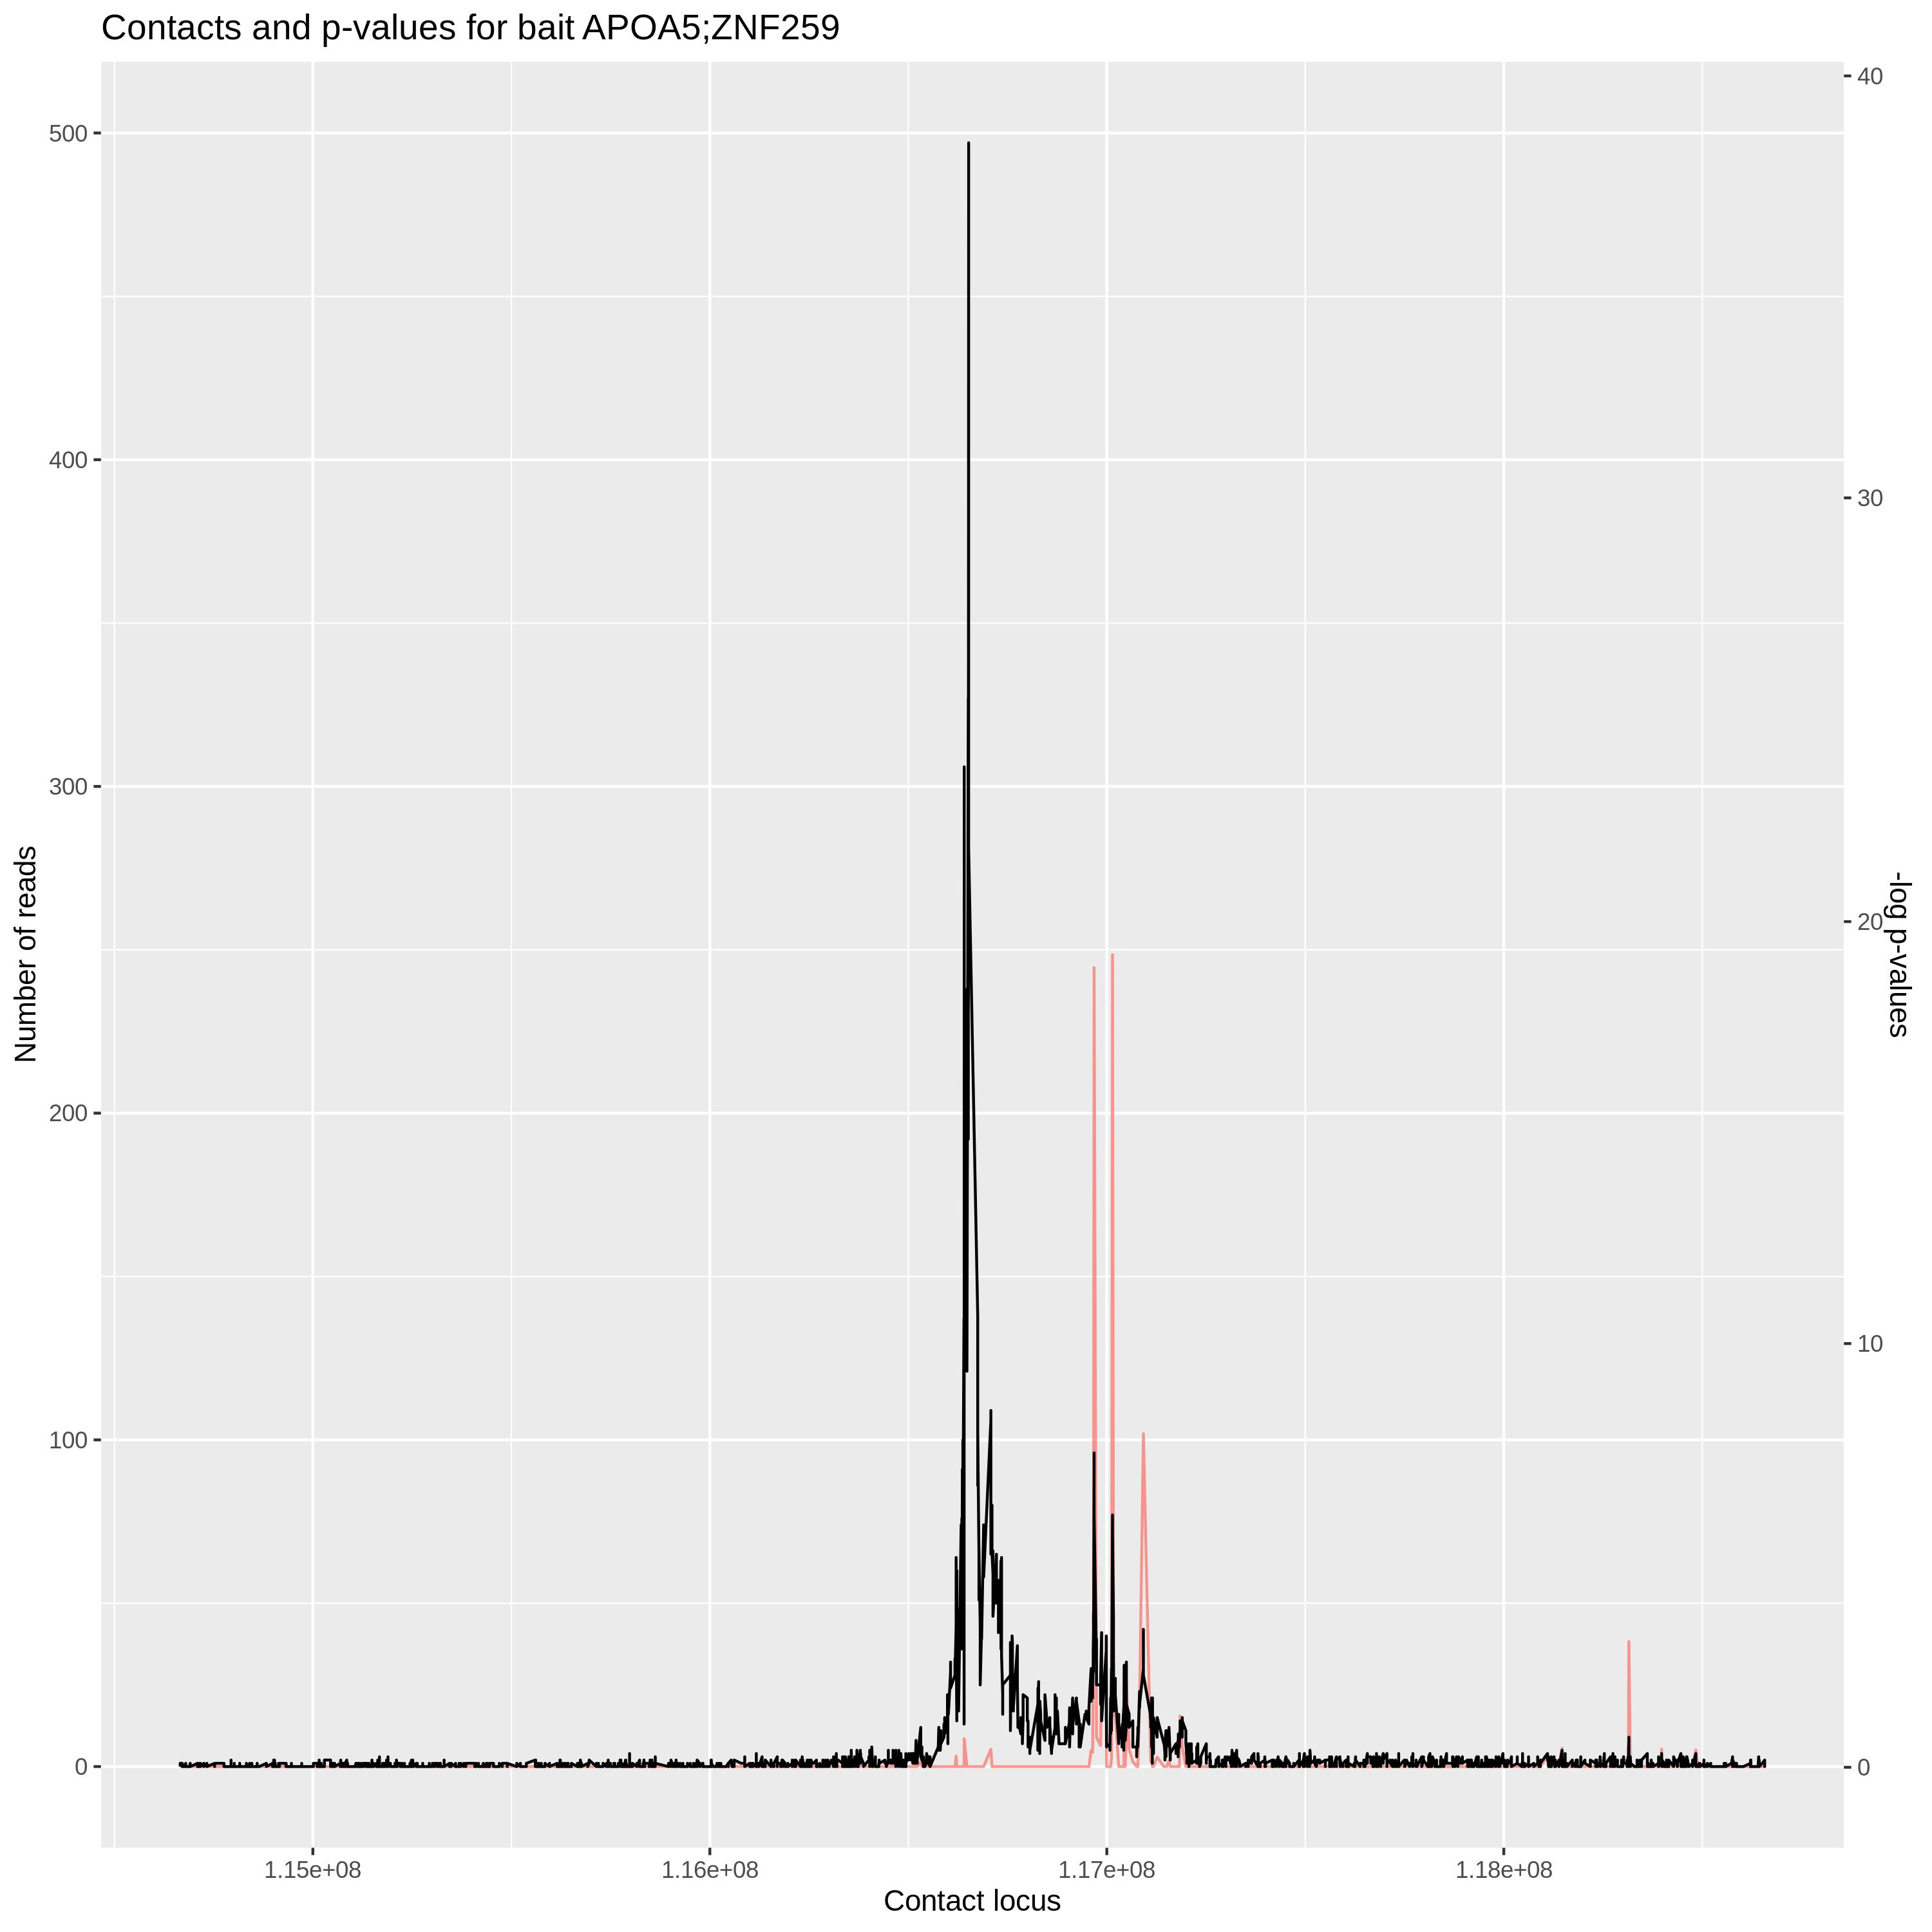 Contacts and p-values for bait APOA5;ZNF259
Number of reads
500
400
300
200
100
0
40
30
20
10
0
-log p-values
1.15e+08
1.16e+08
1.17e+08
1.18e+08
Contact locus